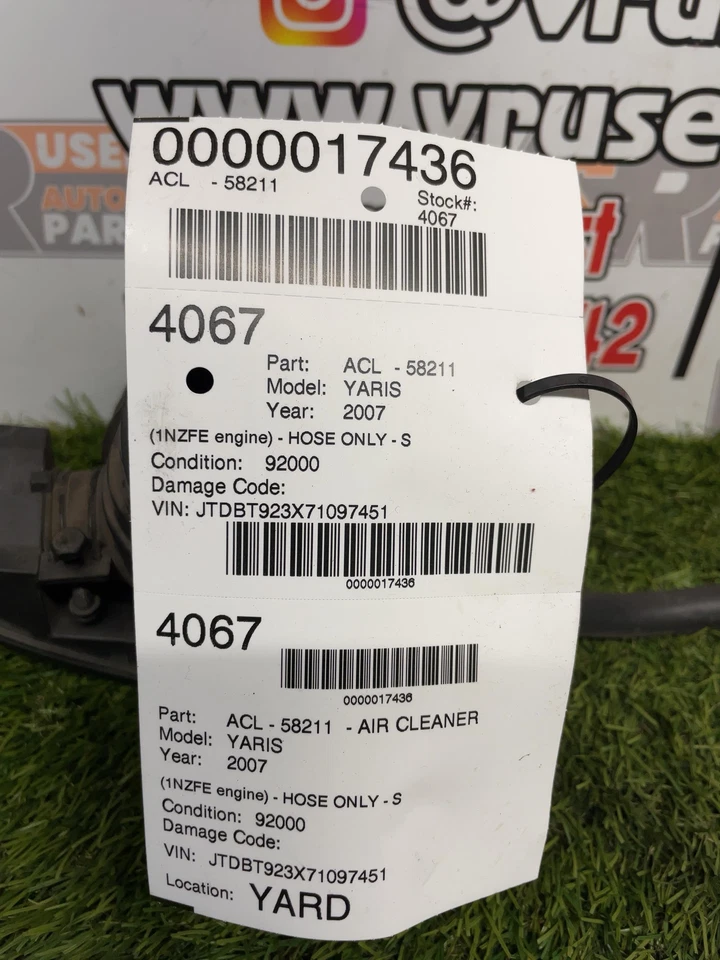 @vruse
www.vruse
USE
AUTO
PAR
42
0000017436
ACL - 58211
Stock#:
4067
4067
Part: ACL - 58211
Model: YARIS
Year: 2007
(1NZFE engine) - HOSE ONLY - S
Condition: 92000
Damage Code:
VIN: JTDBT923X71097451
0000017436
4067
0000017436
Part: ACL - 58211 - AIR CLEANER
Model: YARIS
Year: 2007
(1NZFE engine) - HOSE ONLY - S
Condition: 92000
Damage Code:
VIN: JTDBT923X71097451
Location: YARD